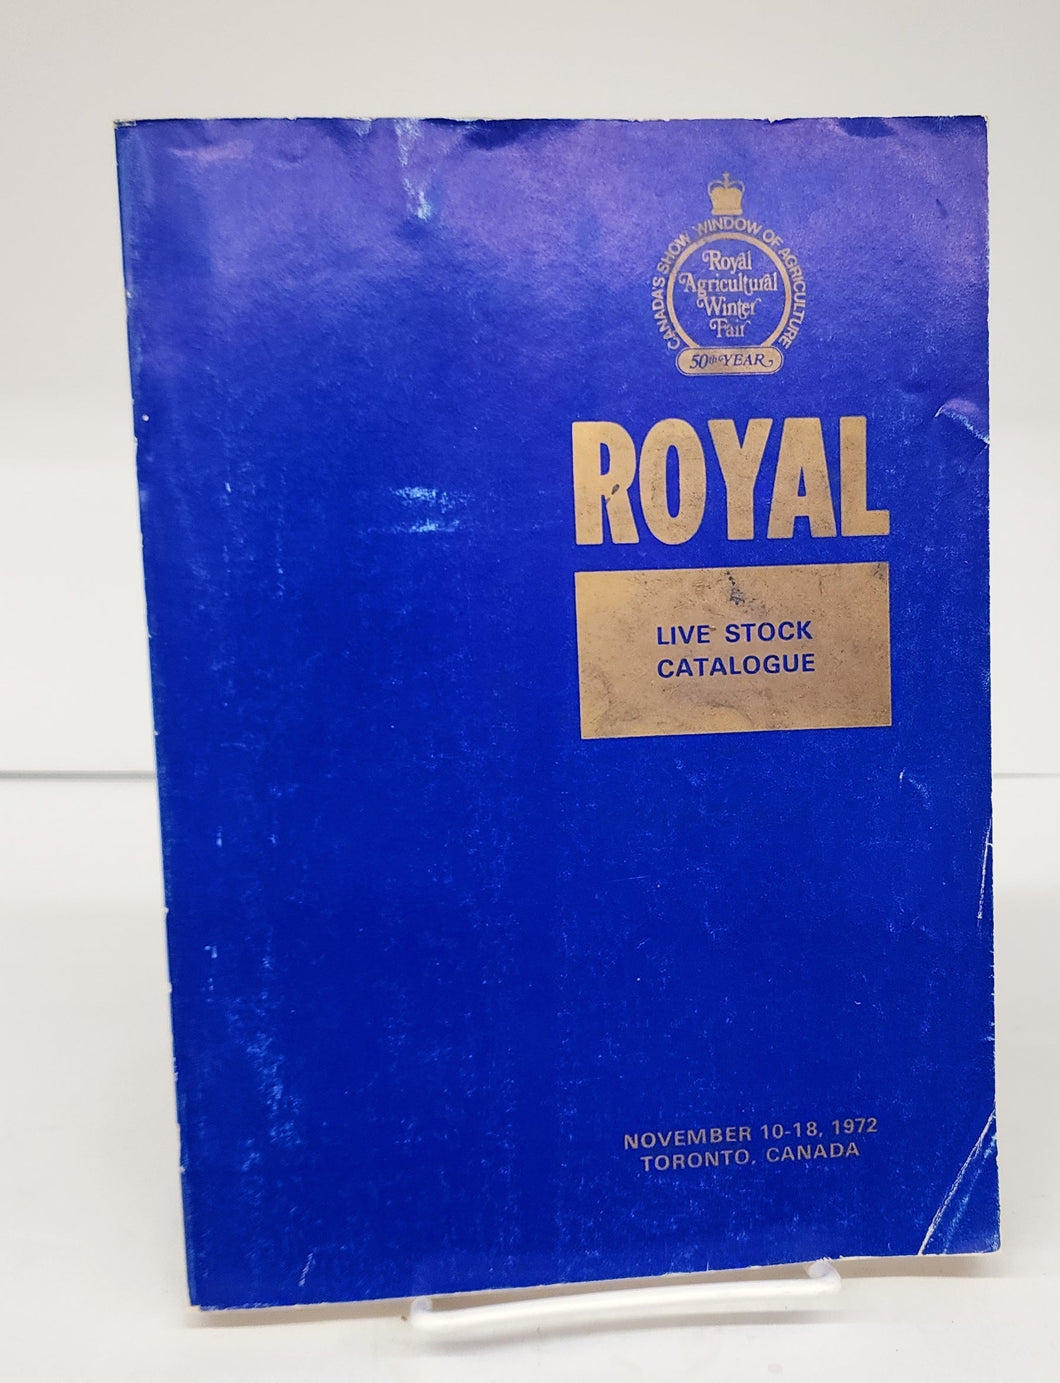 CANADA'S SHOW WINDOW OF AGRICULTURE
Royal
Agricultural
Winter
Fair
50th YEAR
ROYAL
LIVE STOCK
CATALOGUE
NOVEMBER 10-18, 1972
TORONTO, CANADA